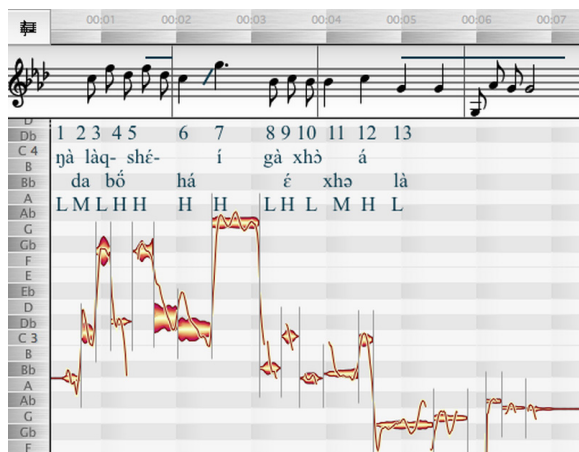 00:01 00:02 00:03 00:04 00:05 00:06 00:07
D
Db 1 2 3 4 5 6 7 8 9 10 11 12 13
C 4 ŋà làq- shɛ́- í gà xhɔ̀ á
B
Bb da bṍ há ɛ́ xhə là
A L M L H H H H L H L M H L
Ab
G
Gb
F
E
Eb
D
Db
C 3
B
Bb
A
Ab
G
Gb
F